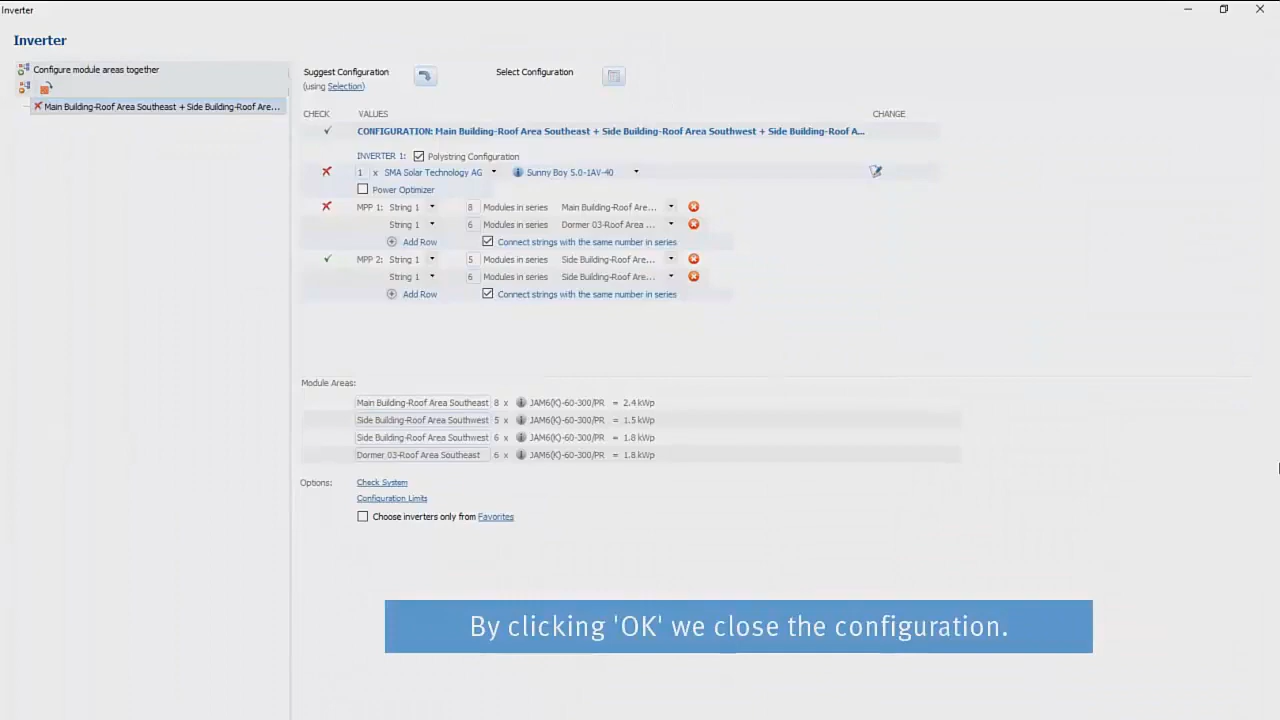 Inverter
Inverter
Configure module areas together
Main Building-Roof Area Southeast + Side Building-Roof Are...
Suggest Configuration
(using Selection)
Select Configuration
CHECK VALUES CHANGE
CONFIGURATION: Main Building-Roof Area Southeast + Side Building-Roof Area Southwest + Side Building-Roof A...
INVERTER 1: Polystring Configuration
1 x SMA Solar Technology AG Sunny Boy 5.0-1AV-40
Power Optimizer
MPP 1: String 1 8 Modules in series Main Building-Roof Are...
String 1 6 Modules in series Dormer 03-Roof Area ...
Add Row Connect strings with the same number in series
MPP 2: String 1 5 Modules in series Side Building-Roof Are...
String 1 6 Modules in series Side Building-Roof Are...
Add Row Connect strings with the same number in series
Module Areas:
Main Building-Roof Area Southeast 8 x JAM6(K)-60-300/PR = 2.4 kWp
Side Building-Roof Area Southwest 5 x JAM6(K)-60-300/PR = 1.5 kWp
Side Building-Roof Area Southwest 6 x JAM6(K)-60-300/PR = 1.8 kWp
Dormer 03-Roof Area Southeast 6 x JAM6(K)-60-300/PR = 1.8 kWp
Options: Check System
Configuration Limits
Choose inverters only from Favorites
By clicking 'OK' we close the configuration.